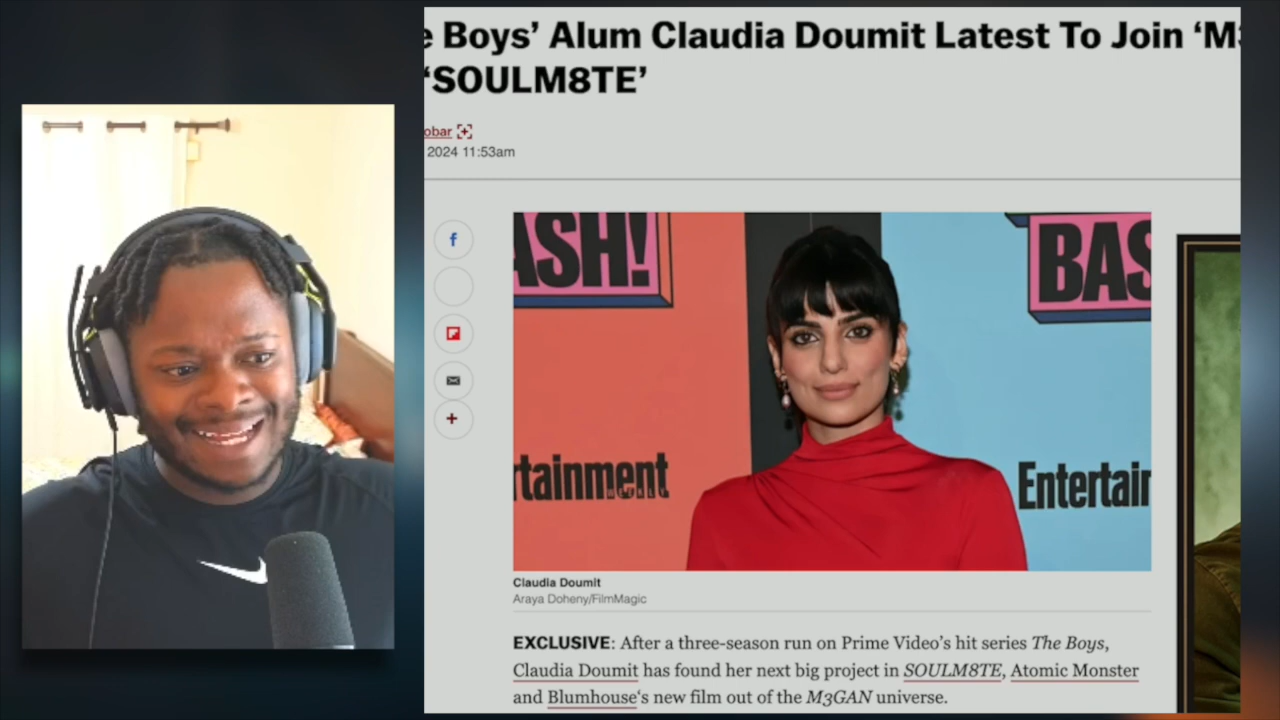 e Boys’ Alum Claudia Doumit Latest To Join ‘M3
‘SOULM8TE’
obar
2024 11:53am
ASH!
BAS
rtainment
WEEKLY
Entertain
Claudia Doumit
Araya Doheny/FilmMagic
EXCLUSIVE: After a three-season run on Prime Video’s hit series The Boys,
Claudia Doumit has found her next big project in SOULM8TE, Atomic Monster
and Blumhouse‘s new film out of the M3GAN universe.